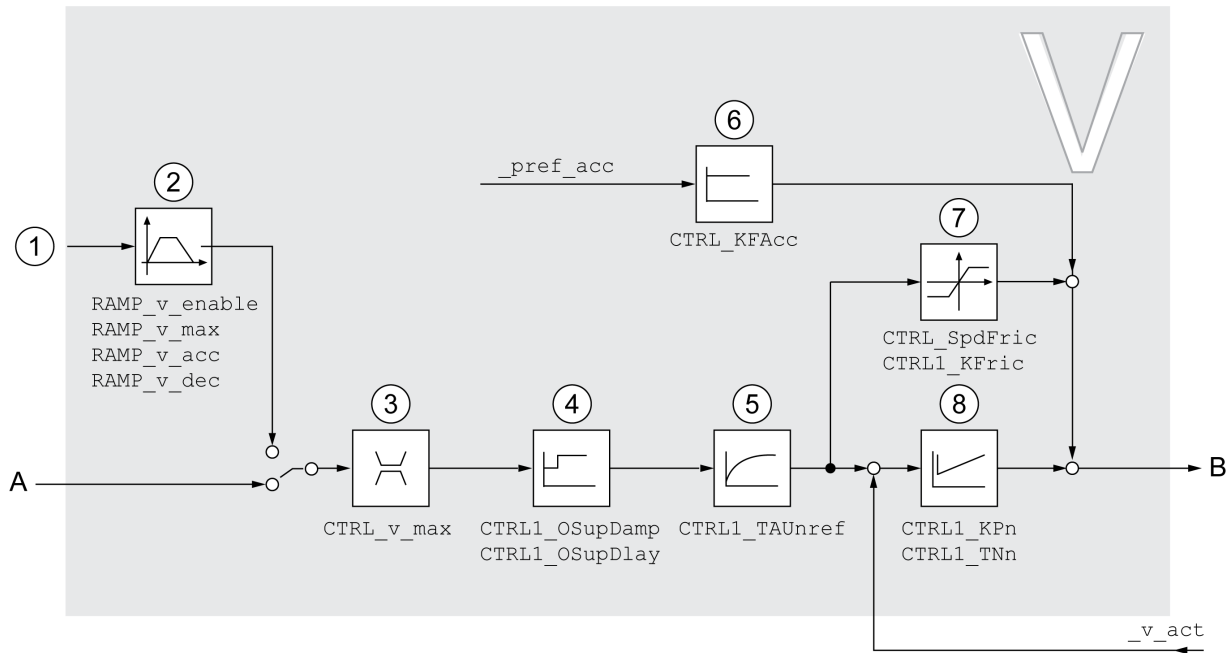 V
6
_pref_acc
CTRL_KFAcc
2
1
RAMP_v_enable
RAMP_v_max
RAMP_v_acc
RAMP_v_dec
7
CTRL_SpdFric
CTRL1_KFric
A
3
CTRL_v_max
4
CTRL1_OSupDamp
CTRL1_OSupDlay
5
CTRL1_TAUnref
8
CTRL1_KPn
CTRL1_TNn
B
_v_act